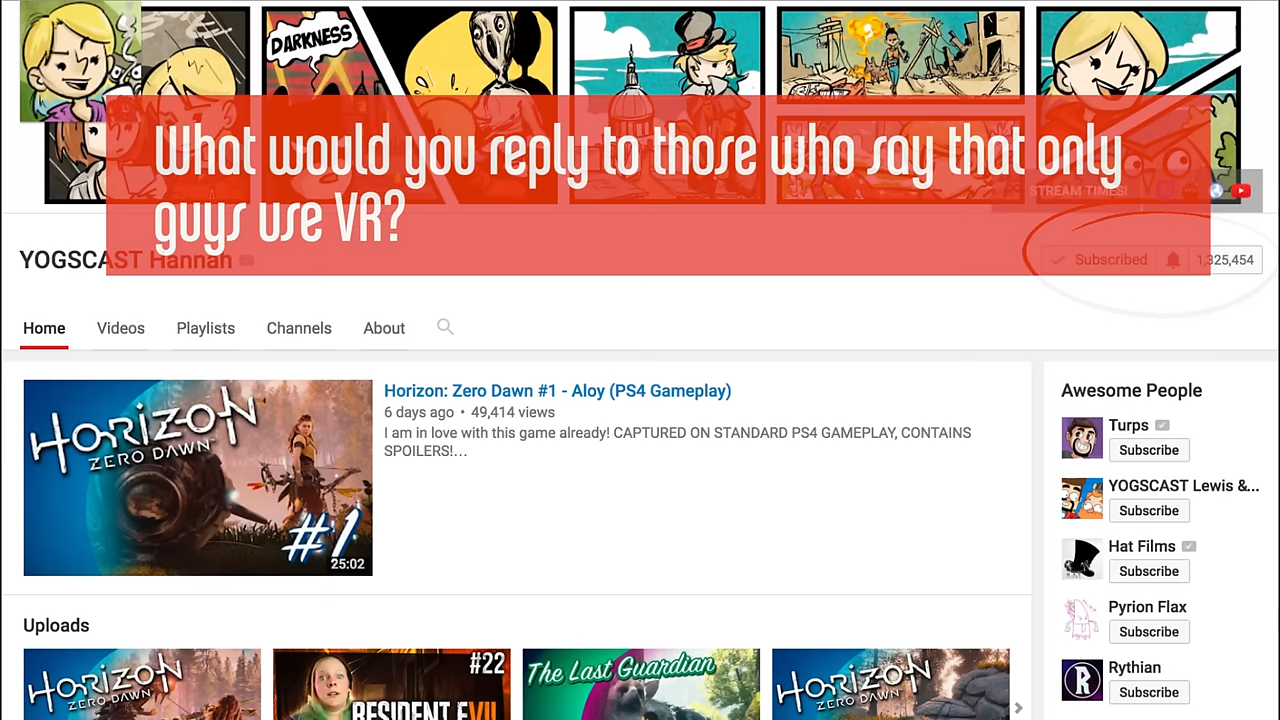 DARKNESS
What would you reply to those who say that only
guys use VR?
STREAM TIMES!
YOGSCAST Hannah
Subscribed 1,325,454
Home Videos Playlists Channels About
HORIZON
ZERO DAWN
#1
25:02
Horizon: Zero Dawn #1 - Aloy (PS4 Gameplay)
6 days ago • 49,414 views
I am in love with this game already! CAPTURED ON STANDARD PS4 GAMEPLAY, CONTAINS
SPOILERS!...
Awesome People
Turps
Subscribe
YOGSCAST Lewis &...
Subscribe
Hat Films
Subscribe
Pyrion Flax
Subscribe
Rythian
Subscribe
Uploads
HORIZON
ZERO DAWN
#22
RESIDENT EVIL
The Last Guardian
HORIZON
ZERO DAWN